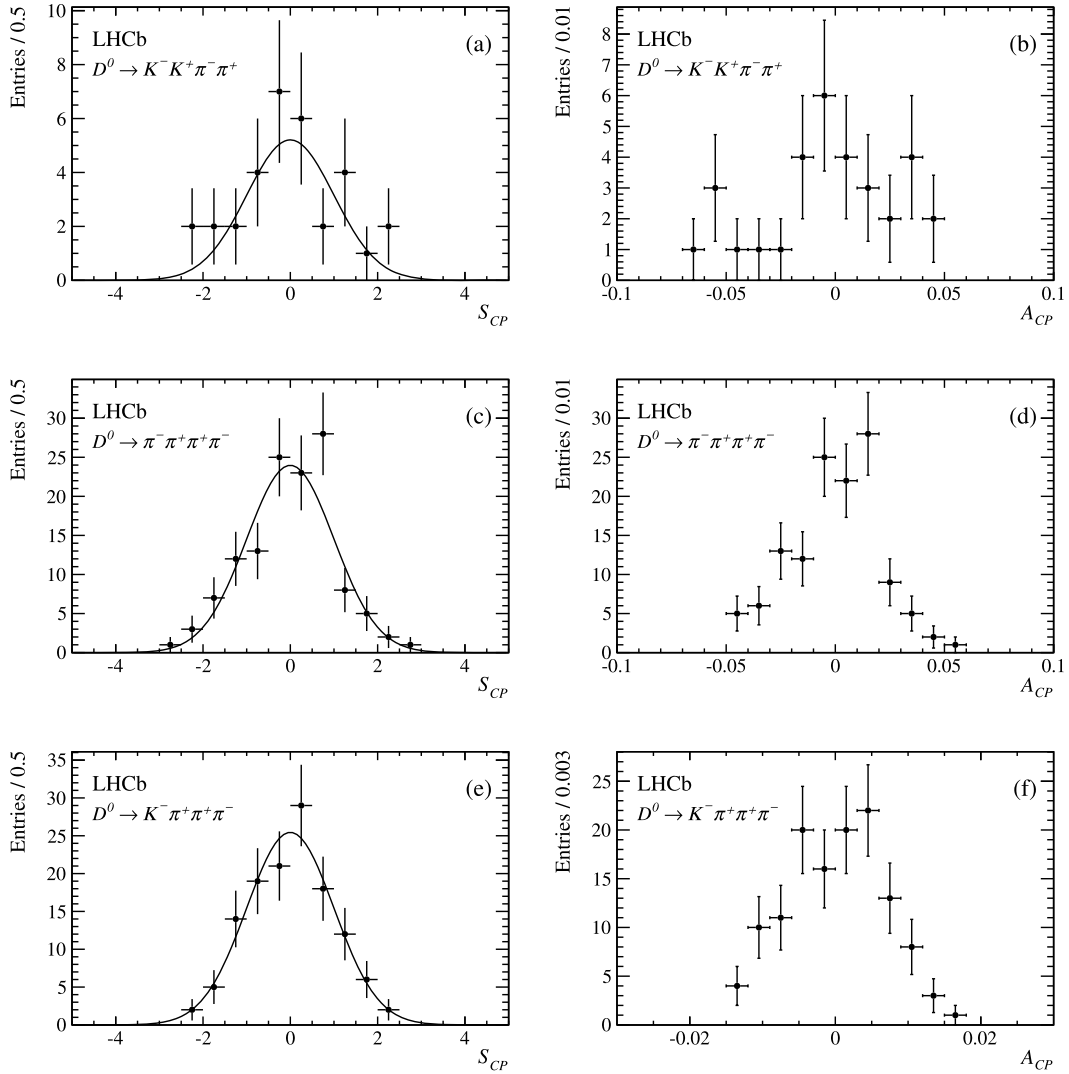 Entries / 0.5
10
8
6
4
2
0
LHCb
(a)
D⁰ → K⁻K⁺π⁻π⁺
-4 -2 0 2 4
S_CP
Entries / 0.01
8
7
6
5
4
3
2
1
0
LHCb
(b)
D⁰ → K⁻K⁺π⁻π⁺
-0.1 -0.05 0 0.05 0.1
A_CP
Entries / 0.5
30
25
20
15
10
5
0
LHCb
(c)
D⁰ → π⁻π⁺π⁺π⁻
-4 -2 0 2 4
S_CP
Entries / 0.01
30
25
20
15
10
5
0
LHCb
(d)
D⁰ → π⁻π⁺π⁺π⁻
-0.1 -0.05 0 0.05 0.1
A_CP
Entries / 0.5
35
30
25
20
15
10
5
0
LHCb
(e)
D⁰ → K⁻π⁺π⁺π⁻
-4 -2 0 2 4
S_CP
Entries / 0.003
25
20
15
10
5
0
LHCb
(f)
D⁰ → K⁻π⁺π⁺π⁻
-0.02 0 0.02
A_CP